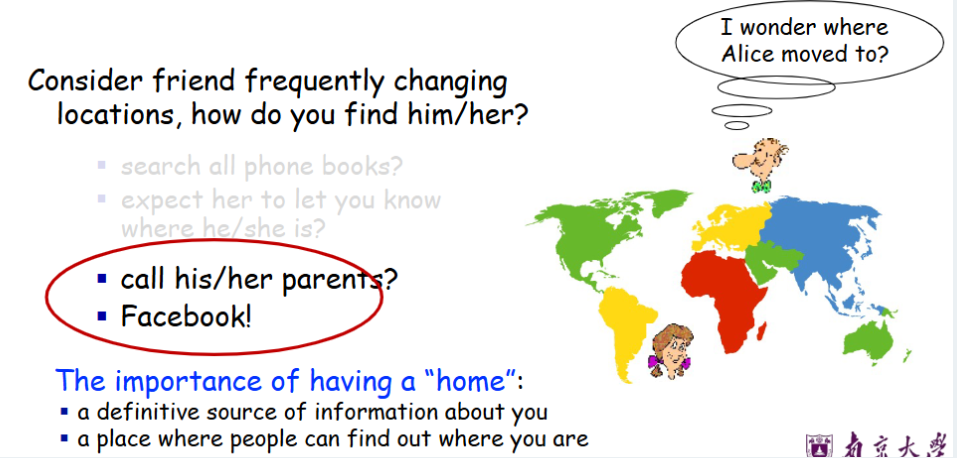 I wonder where
Alice moved to?
Consider friend frequently changing
locations, how do you find him/her?
▪ search all phone books?
▪ expect her to let you know
where he/she is?
▪ call his/her parents?
▪ Facebook!
The importance of having a “home”:
▪ a definitive source of information about you
▪ a place where people can find out where you are
南京大学